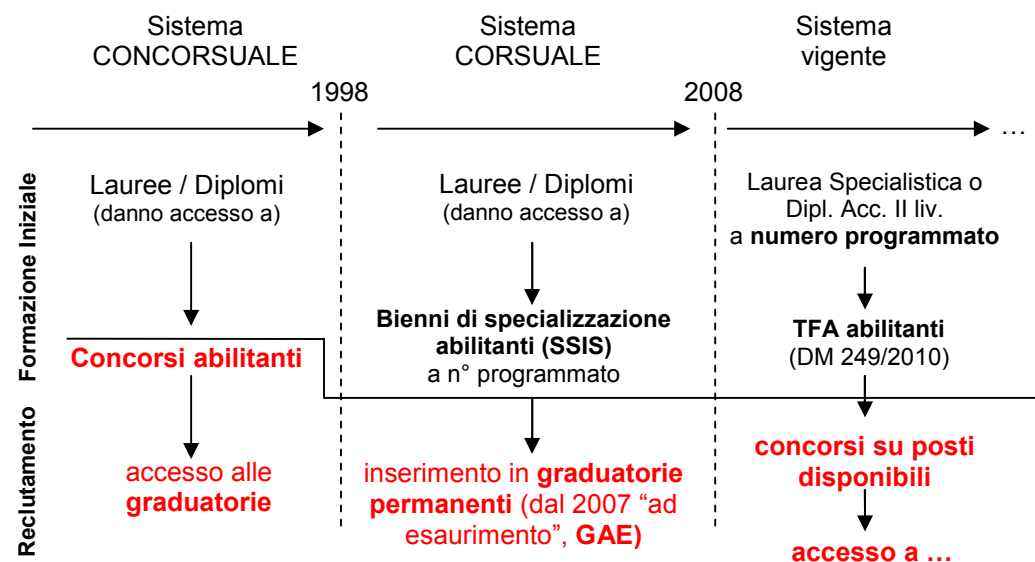 Sistema
CONCORSUALE
Sistema
CORSUALE
Sistema
vigente
1998
2008
…
Formazione Iniziale
Lauree / Diplomi
(danno accesso a)
Lauree / Diplomi
(danno accesso a)
Laurea Specialistica o
Dipl. Acc. II liv.
a numero programmato
Concorsi abilitanti
Bienni di specializzazione
abilitanti (SSIS)
a n° programmato
TFA abilitanti
(DM 249/2010)
Reclutamento
accesso alle
graduatorie
inserimento in graduatorie
permanenti (dal 2007 “ad
esaurimento”, GAE)
concorsi su posti
disponibili
accesso a …